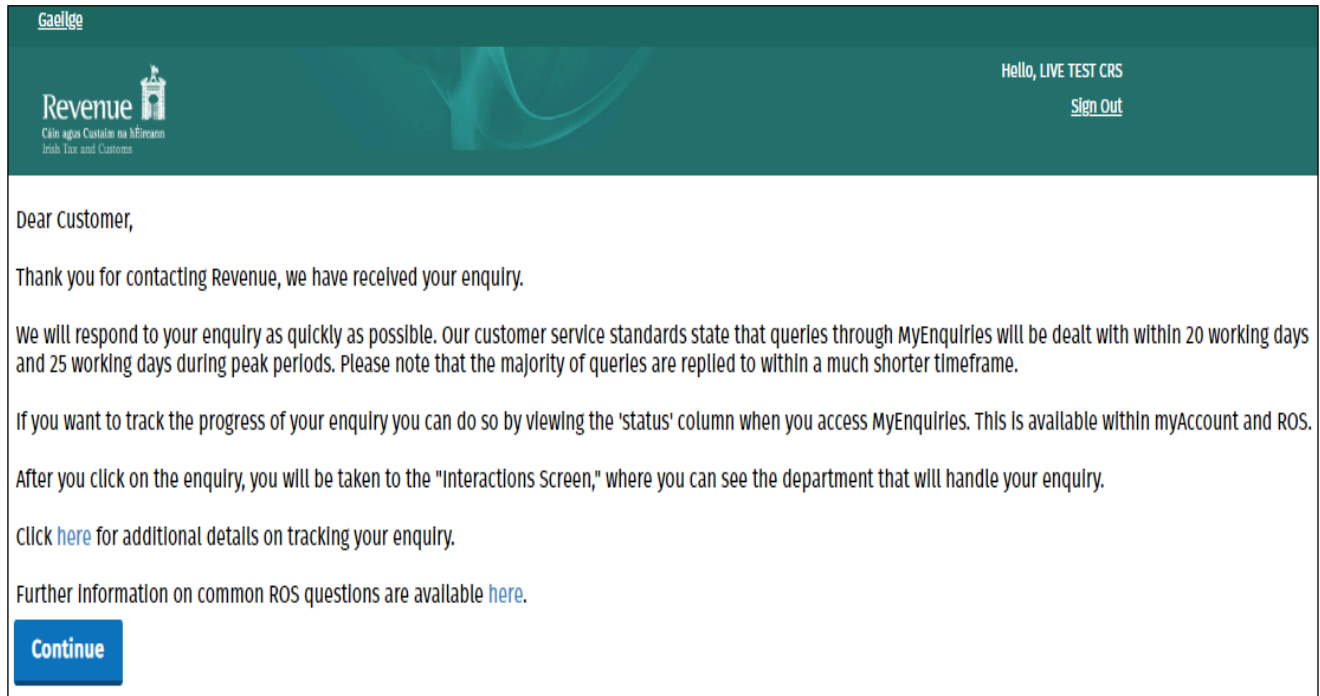 Gaeilge
Hello, LIVE TEST CRS
Sign Out
Revenue
Cáin agus Custaim na hÉireann
Irish Tax and Customs
Dear Customer,
Thank you for contacting Revenue, we have received your enquiry.
We will respond to your enquiry as quickly as possible. Our customer service standards state that queries through MyEnquiries will be dealt with within 20 working days
and 25 working days during peak periods. Please note that the majority of queries are replied to within a much shorter timeframe.
If you want to track the progress of your enquiry you can do so by viewing the 'status' column when you access MyEnquiries. This is available within myAccount and ROS.
After you click on the enquiry, you will be taken to the "Interactions Screen," where you can see the department that will handle your enquiry.
Click here for additional details on tracking your enquiry.
Further information on common ROS questions are available here.
Continue